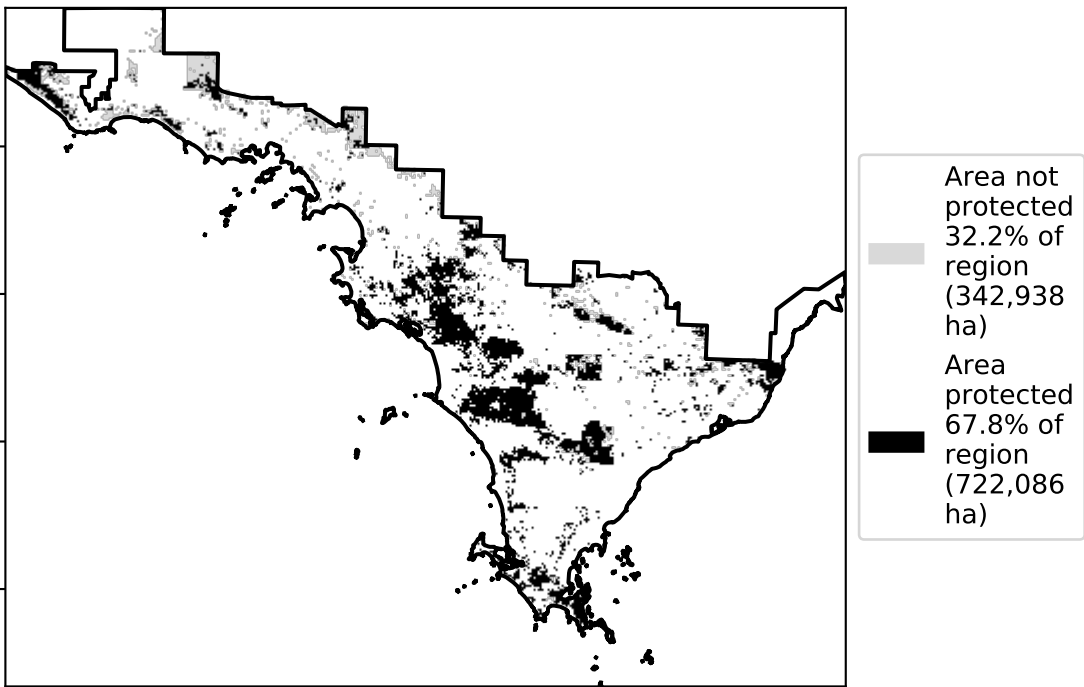 Area not
protected
32.2% of
region
(342,938
ha)
Area
protected
67.8% of
region
(722,086
ha)